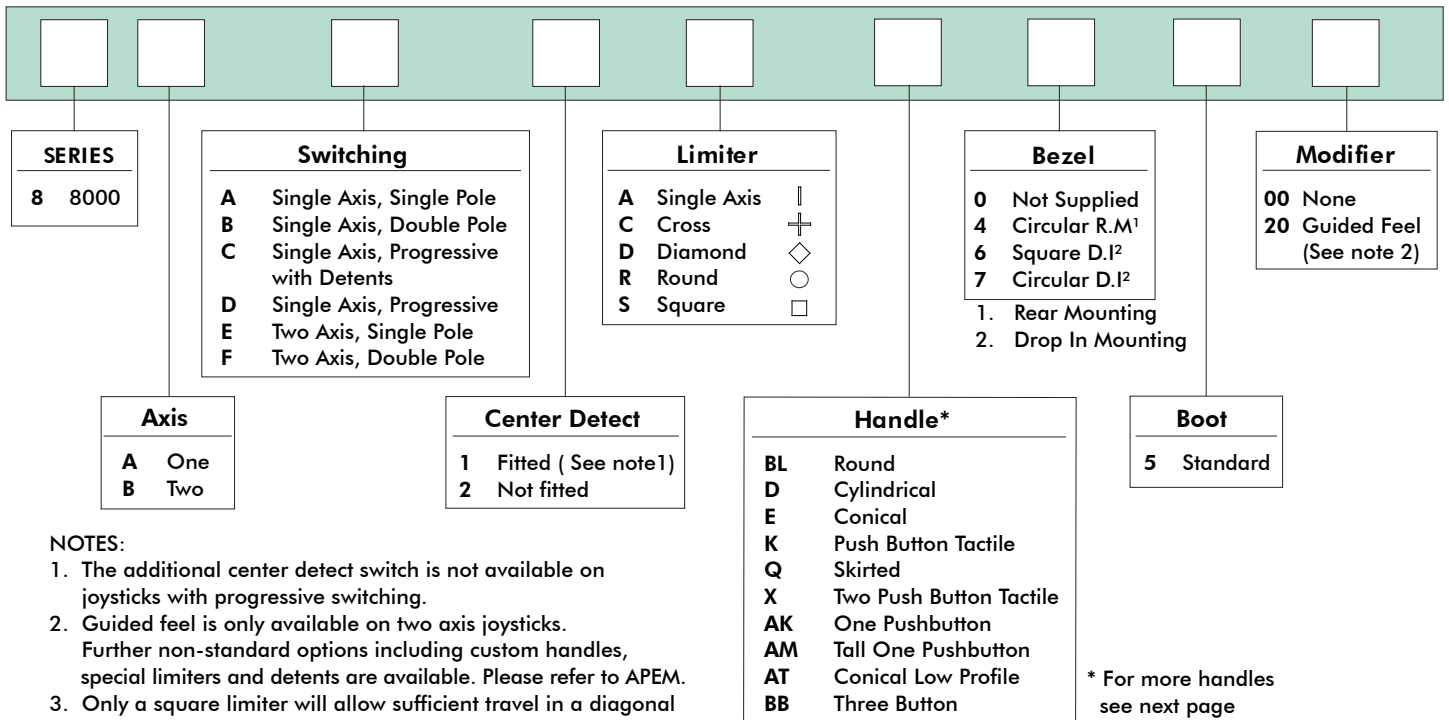 SERIES
8 8000
Switching
A Single Axis, Single Pole
B Single Axis, Double Pole
C Single Axis, Progressive
with Detents
D Single Axis, Progressive
E Two Axis, Single Pole
F Two Axis, Double Pole
Limiter
A Single Axis
C Cross
D Diamond
R Round
S Square
Bezel
0 Not Supplied
4 Circular R.M¹
6 Square D.I²
7 Circular D.I²
1. Rear Mounting
2. Drop In Mounting
Modifier
00 None
20 Guided Feel
(See note 2)
Axis
A One
B Two
Center Detect
1 Fitted ( See note1)
2 Not fitted
Handle*
BL Round
D Cylindrical
E Conical
K Push Button Tactile
Q Skirted
X Two Push Button Tactile
AK One Pushbutton
AM Tall One Pushbutton
AT Conical Low Profile
BB Three Button
Boot
5 Standard
* For more handles
see next page
NOTES:
1. The additional center detect switch is not available on
joysticks with progressive switching.
2. Guided feel is only available on two axis joysticks.
Further non-standard options including custom handles,
special limiters and detents are available. Please refer to APEM.
3. Only a square limiter will allow sufficient travel in a diagonal